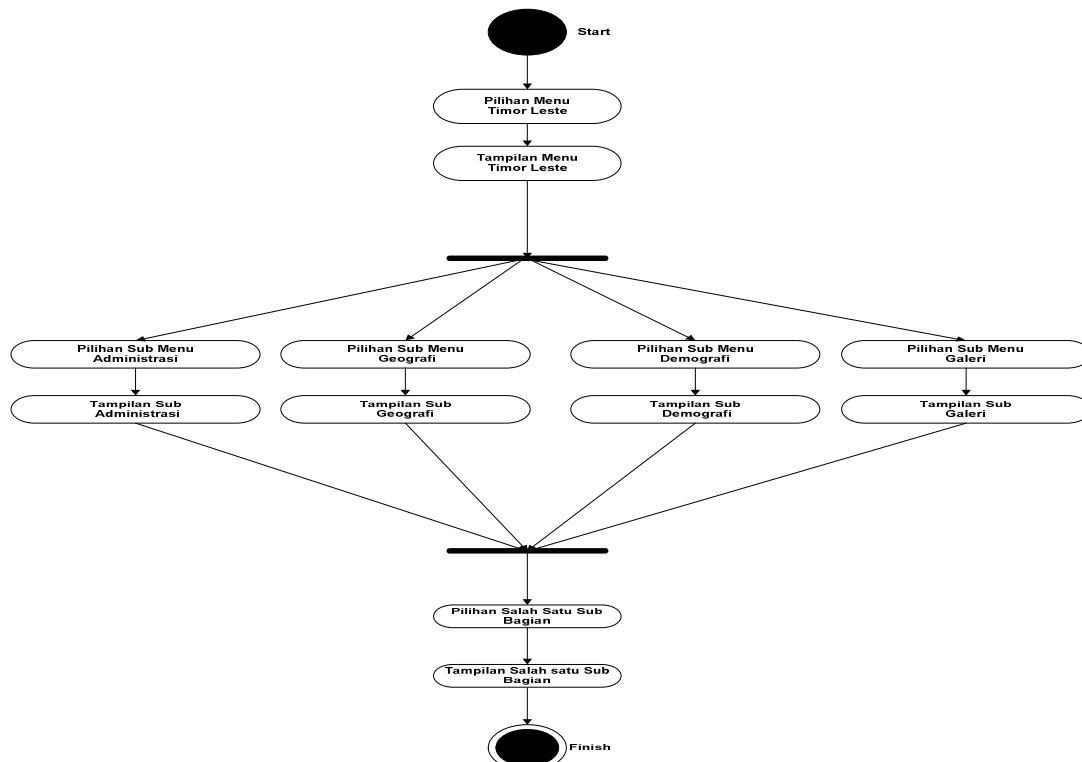 Start
Pilihan Menu
Timor Leste
Tampilan Menu
Timor Leste
Pilihan Sub Menu
Administrasi
Pilihan Sub Menu
Geografi
Pilihan Sub Menu
Demografi
Pilihan Sub Menu
Galeri
Tampilan Sub
Administrasi
Tampilan Sub
Geografi
Tampilan Sub
Demografi
Tampilan Sub
Galeri
Pilihan Salah Satu Sub
Bagian
Tampilan Salah satu Sub
Bagian
Finish